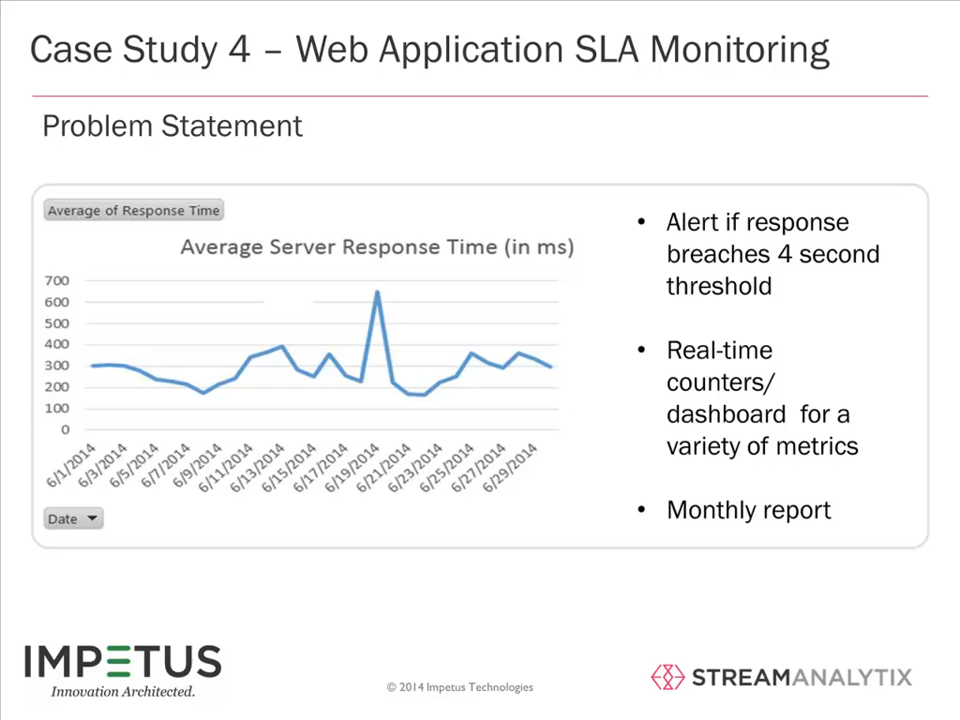 Case Study 4 – Web Application SLA Monitoring
Problem Statement
Average of Response Time
Average Server Response Time (in ms)
700
600
500
400
300
200
100
0
6/1/2014
6/3/2014
6/5/2014
6/7/2014
6/9/2014
6/11/2014
6/13/2014
6/15/2014
6/17/2014
6/19/2014
6/21/2014
6/23/2014
6/25/2014
6/27/2014
6/29/2014
Date
• Alert if response
breaches 4 second
threshold
• Real-time
counters/
dashboard for a
variety of metrics
• Monthly report
IMPETUS
Innovation Architected.
© 2014 Impetus Technologies
STREAMANALYTIX